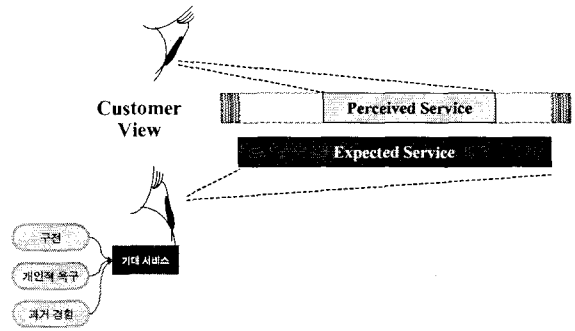 Customer
View
Perceived Service
Expected Service
구전
개인적 욕구
과거 경험
기대 서비스